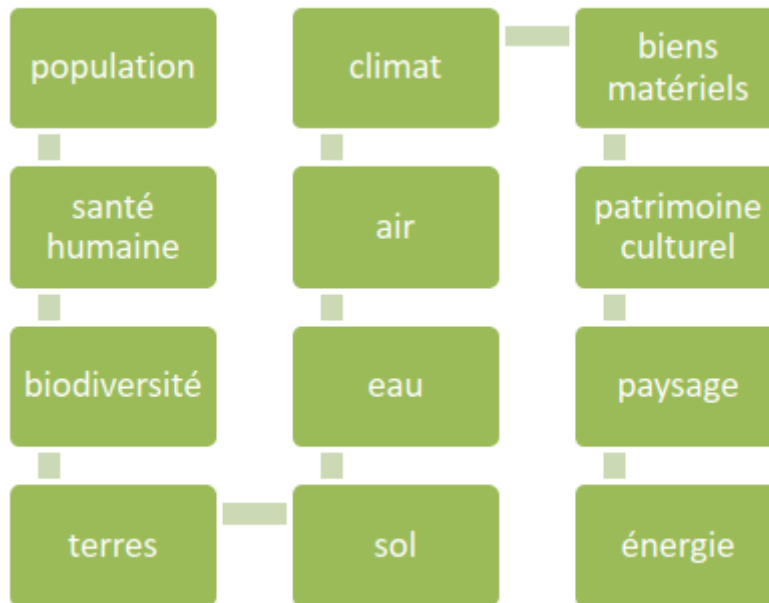 population
santé
humaine
biodiversité
terres
sol
eau
air
climat
biens
matériels
patrimoine
culturel
paysage
énergie